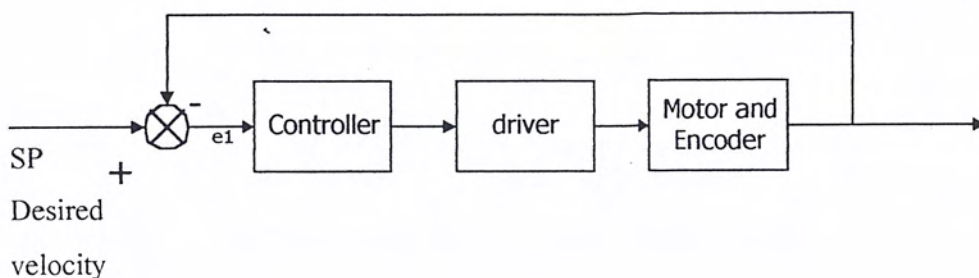 -
e1
Controller
driver
Motor and
Encoder
SP
+
Desired
velocity